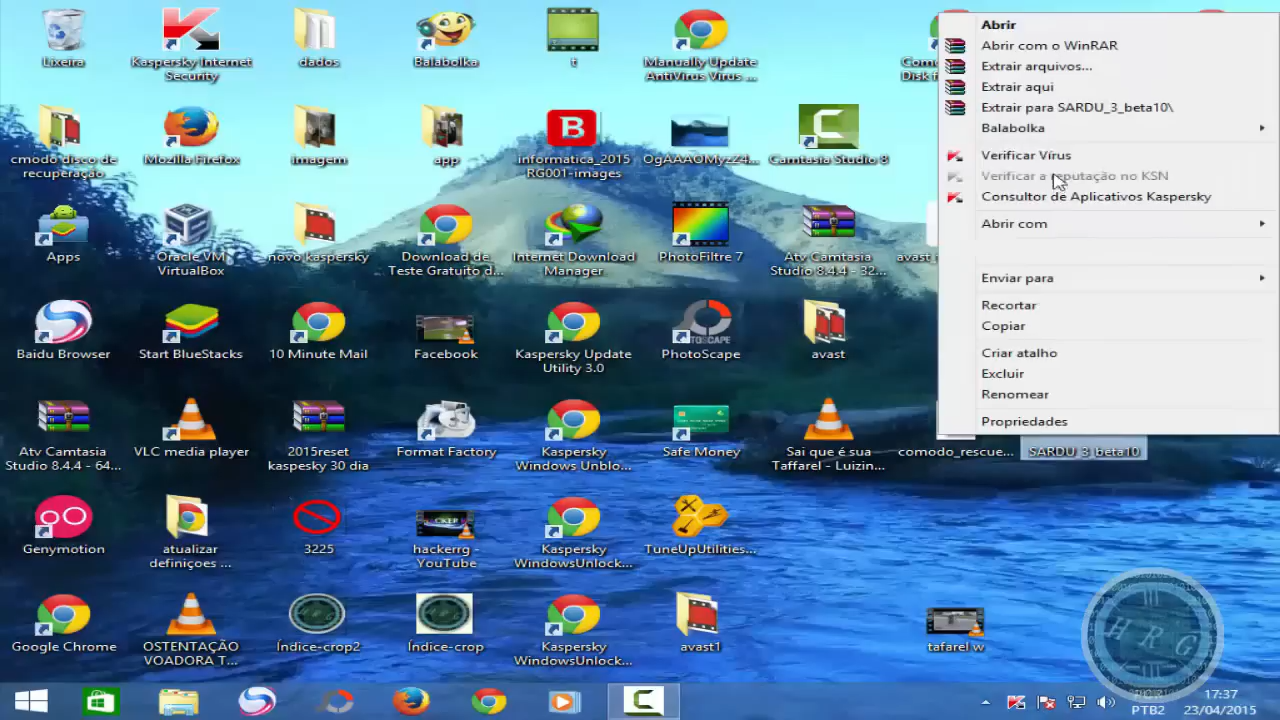 Lixeira
Kaspersky Internet
Security
dados
Balabolka
t
Manually Update
AntiVirus Virus ...
Disk f
cmodo disco de
recuperação
Mozilla Firefox
imagem
app
informatica_2015
RG001-images
OgAAAOMyzZ4...
Camtasia Studio 8
Apps
Oracle VM
VirtualBox
novo kaspersky
Download de
Teste Gratuito d...
Internet Download
Manager
PhotoFiltre 7
Atv Camtasia
Studio 8.4.4 - 32...
Baidu Browser
Start BlueStacks
10 Minute Mail
Facebook
Kaspersky Update
Utility 3.0
PhotoScape
avast
Atv Camtasia
Studio 8.4.4 - 64...
VLC media player
2015reset
kaspesky 30 dia
Format Factory
Kaspersky
Windows Unblo...
Safe Money
Sai que é sua
Taffarel - Luizin...
comodo_rescue...
SARDU_3_beta10
Genymotion
atualizar
definiçoes ...
3225
hackerrg -
YouTube
Kaspersky
WindowsUnlock...
TuneUpUtilities...
Google Chrome
OSTENTAÇÃO
VOADORA T...
Índice-crop2
Índice-crop
Kaspersky
WindowsUnlock...
avast1
tafarel w
Abrir
Abrir com o WinRAR
Extrair arquivos...
Extrair aqui
Extrair para SARDU_3_beta10\
Balabolka
Verificar Vírus
Verificar a reputação no KSN
Consultor de Aplicativos Kaspersky
Abrir com
Enviar para
Recortar
Copiar
Criar atalho
Excluir
Renomear
Propriedades
HRG
PTB2
17:37
23/04/2015